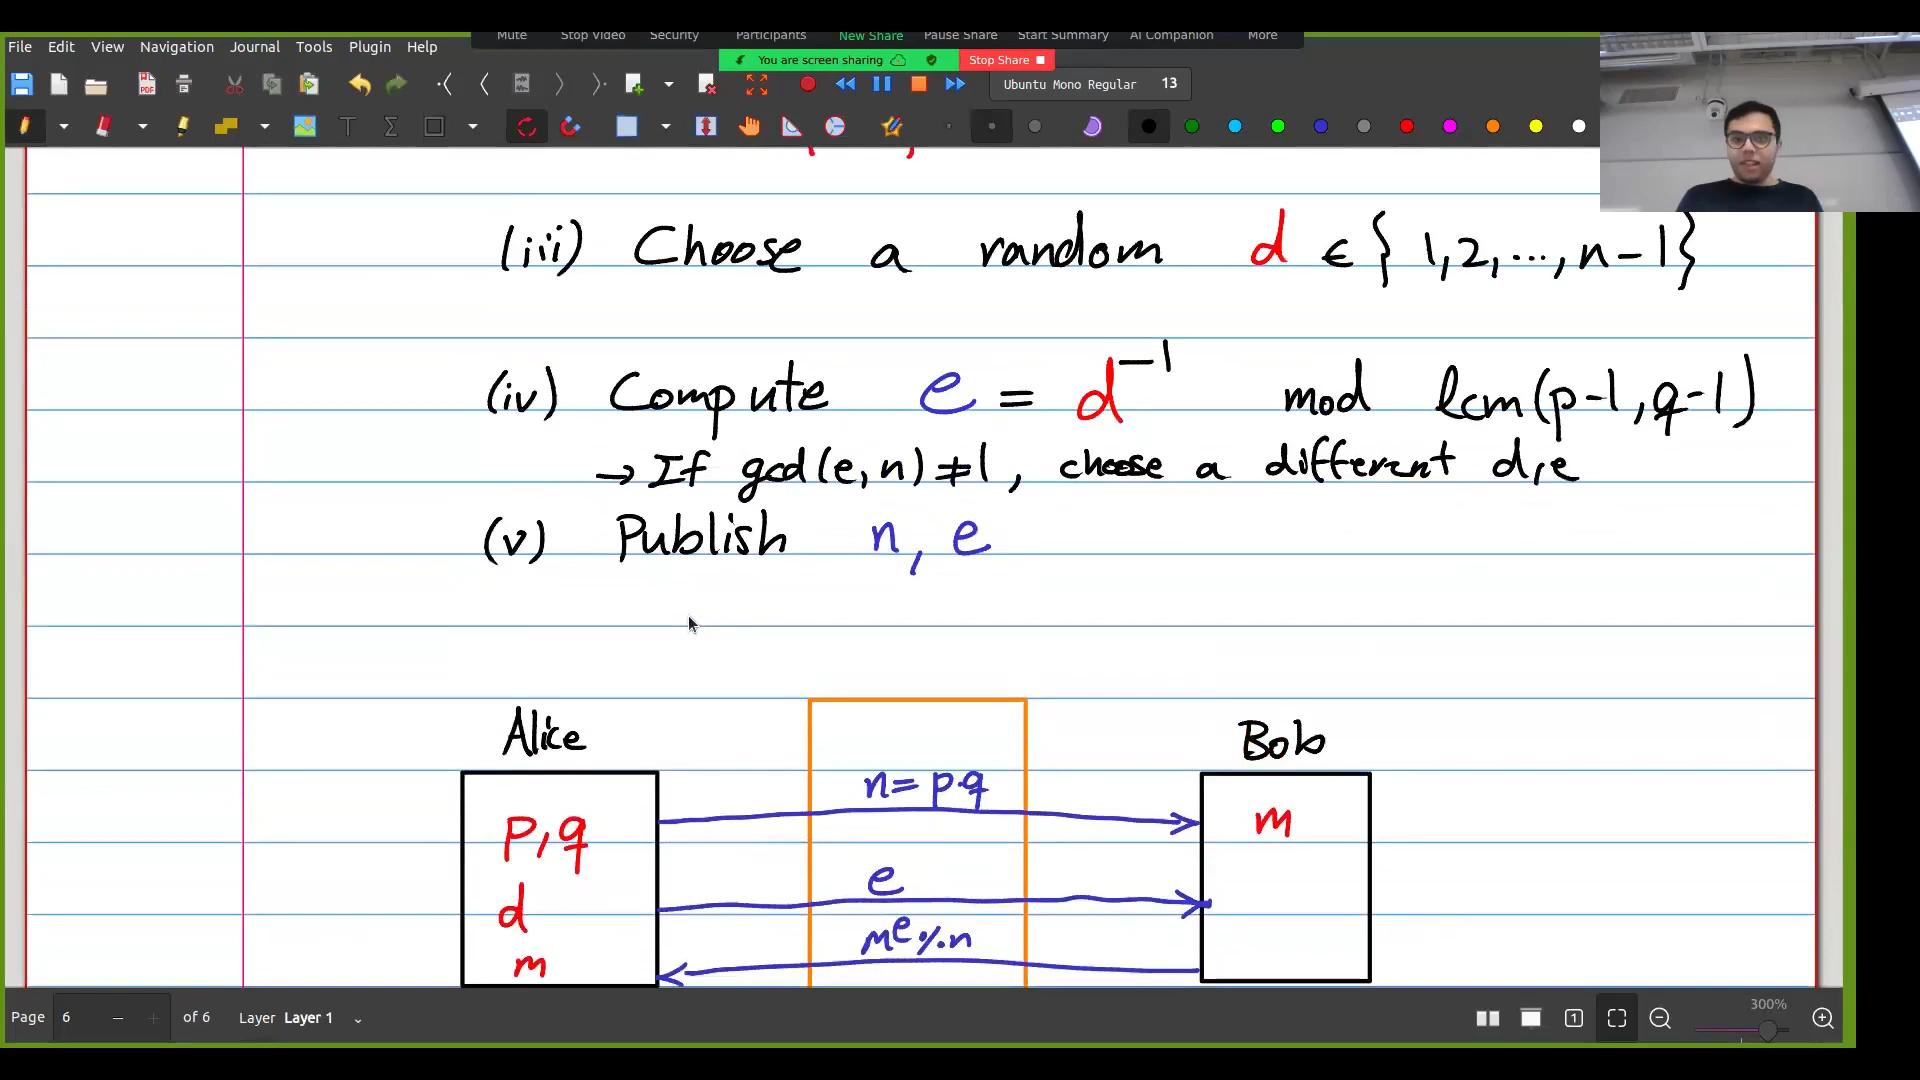 Mute Stop Video Security Participants New Share Pause Share Start Summary AI Companion More
File Edit View Navigation Journal Tools Plugin Help
You are screen sharing Stop Share
Ubuntu Mono Regular 13
(iii) Choose a random d ∈ { 1,2,...,n-1}
(iv) Compute e = d⁻¹ mod lcm(p-1,q-1)
→ If gcd(e,n)≠1, choose a different d,e
(v) Publish n, e
Alice Bob
n= p·q
p,q m
e
d
mᵉ%n
m
Page 6 of 6 Layer Layer 1 300%